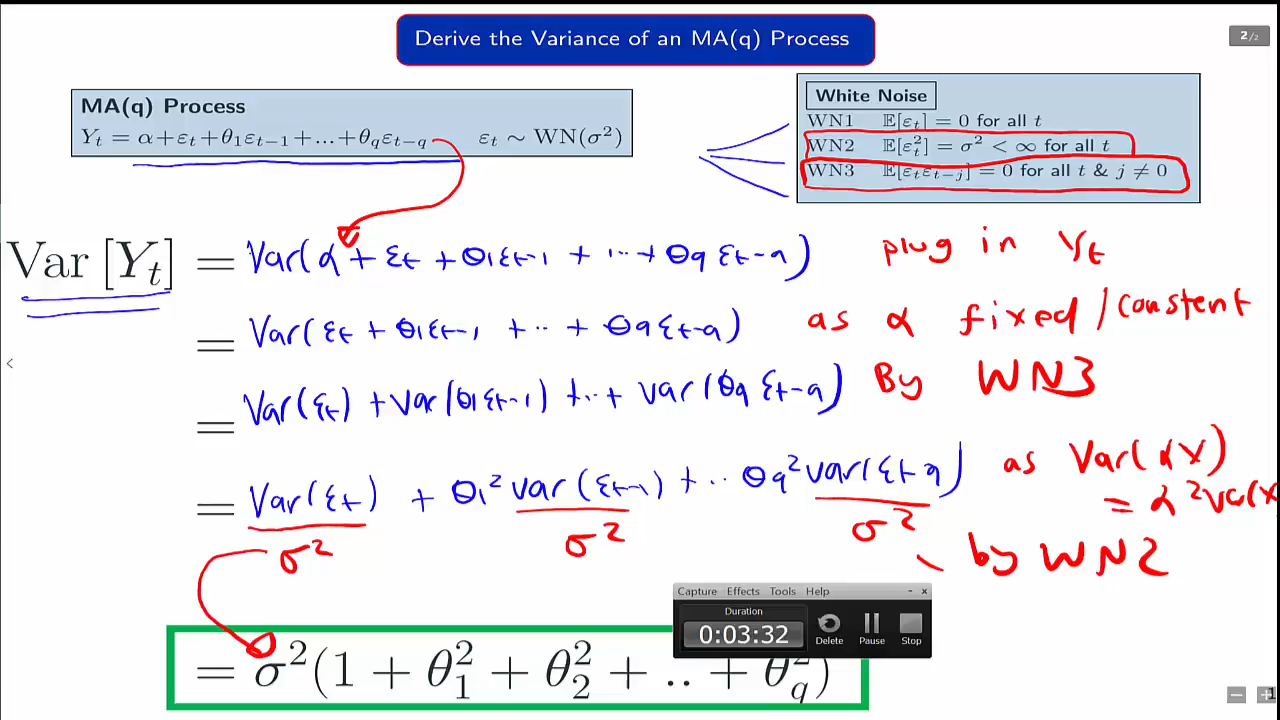 Derive the Variance of an MA(q) Process
2/2
MA(q) Process
Yₜ = α+εₜ+θ₁εₜ₋₁+...+θ_qεₜ₋q    εₜ ∼ WN(σ²)
White Noise
WN1 𝔼[εₜ] = 0 for all t
WN2 𝔼[εₜ²] = σ² < ∞ for all t
WN3 𝔼[εₜεₜ₋ⱼ] = 0 for all t & j ≠ 0
Var [Yₜ] = Var(α + εₜ + θ₁εₜ₋₁ + ... + θq εₜ₋q) plug in Yₜ
= Var(εₜ + θ₁εₜ₋₁ + .. + θq εₜ₋q) as α fixed/constent
= Var(εₜ) + Var(θ₁εₜ₋₁) + .. + Var(θq εₜ₋q) By WN3
= Var(εₜ) + θ₁² Var(εₜ₋₁) + .. θq² Var(εₜ₋q) as Var(αX)
= α² Var(X
σ² σ² σ² by WN2
Capture Effects Tools Help
Duration
0:03:32
Delete Pause Stop
= σ²(1 + θ₁² + θ₂² + .. + θ_q²)